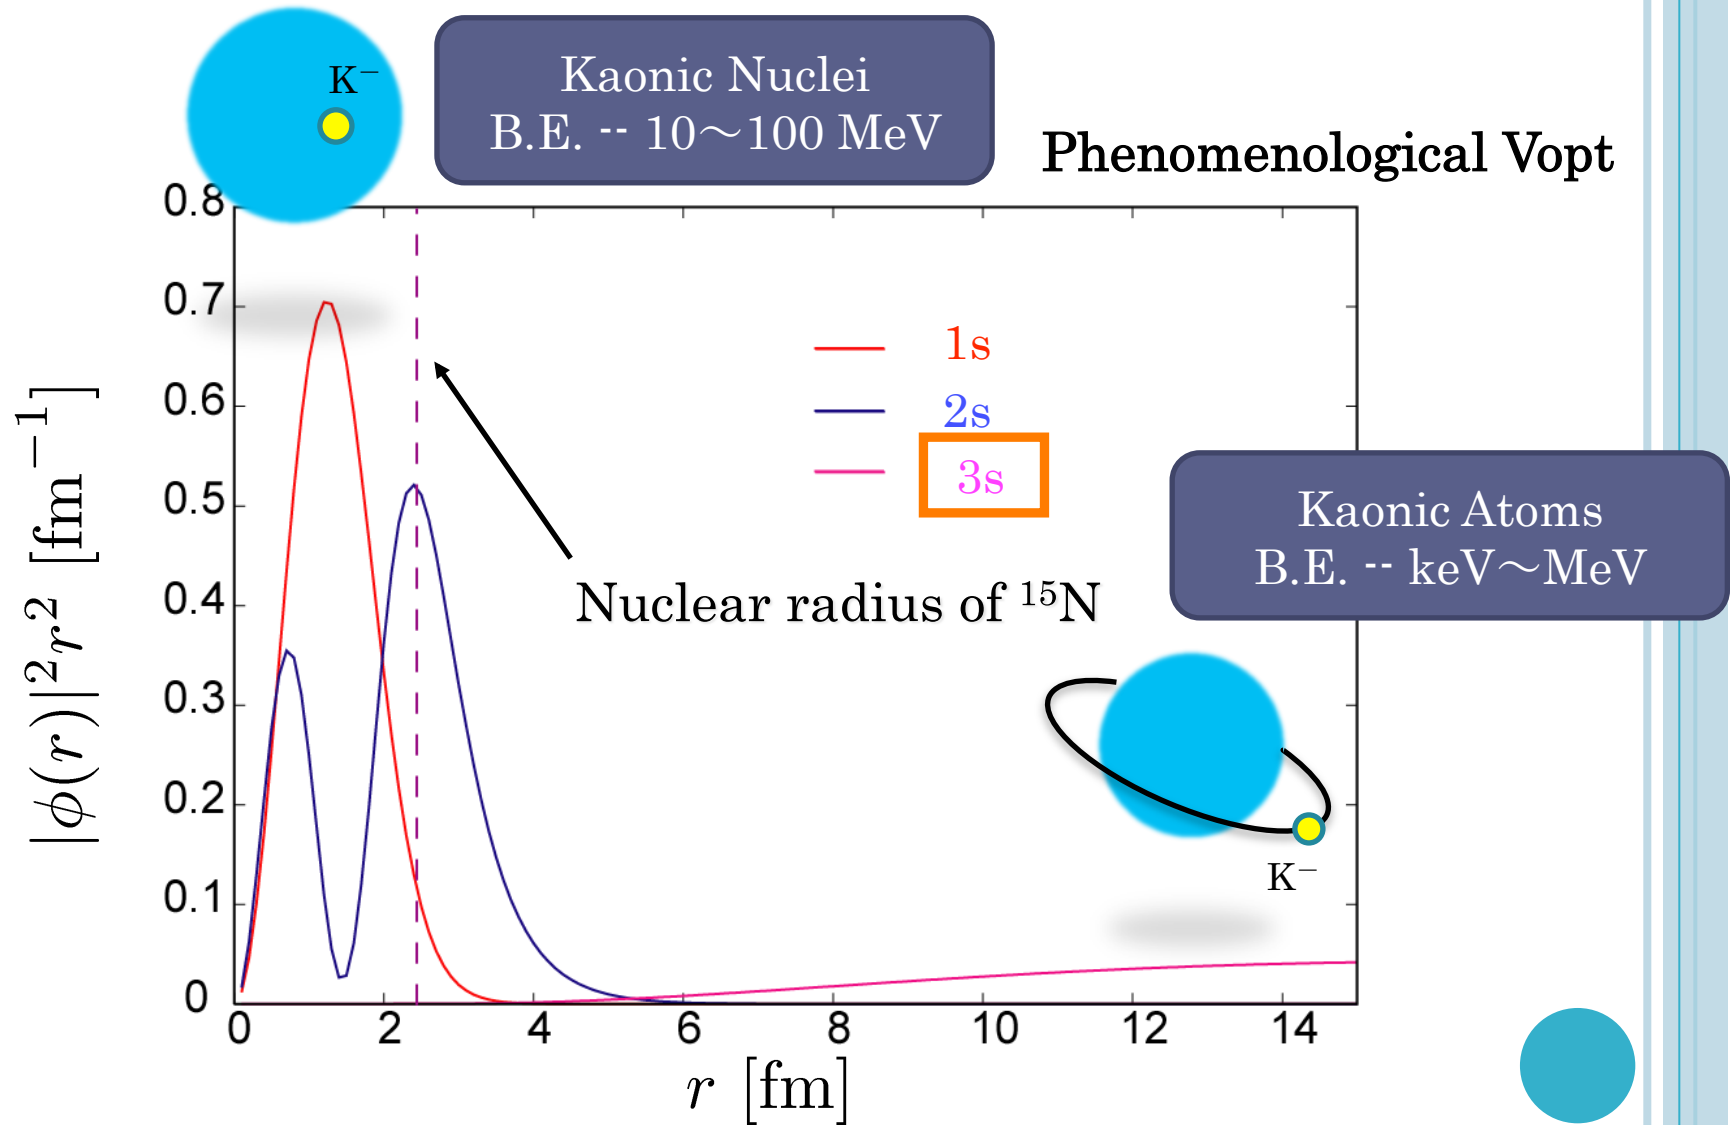 K⁻
Kaonic Nuclei
B.E. -- 10～100 MeV
Phenomenological Vopt
0.8
0.7
0.6
0.5
0.4
0.3
0.2
0.1
0
|ϕ(r)|²r² [fm⁻¹]
1s
2s
3s
Nuclear radius of ¹⁵N
Kaonic Atoms
B.E. -- keV～MeV
K⁻
0 2 4 6 8 10 12 14
r [fm]